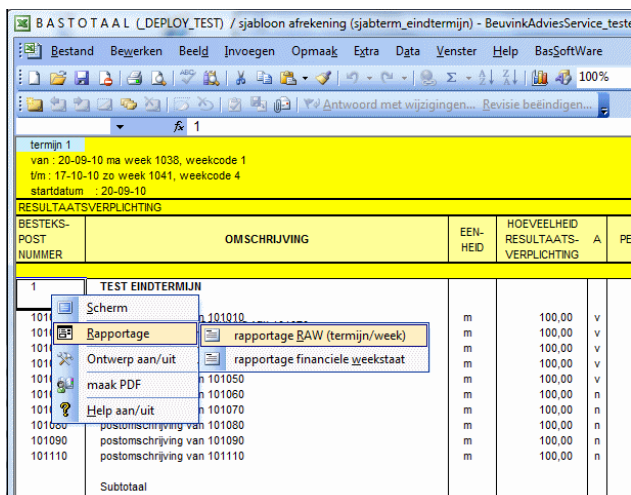 B A S T O T A A L (_DEPLOY_TEST) / sjabloon afrekening (sjabterm_eindtermijn) - BeuvinkAdviesService_teste
Bestand Bewerken Beeld Invoegen Opmaak Extra Data Venster Help BasSoftWare
100%
Antwoord met wijzigingen... Revisie beëindigen...
fx 1
termijn 1
van : 20-09-10 ma week 1038, weekcode 1
t/m : 17-10-10 zo week 1041, weekcode 4
startdatum : 20-09-10
RESULTAATSVERPLICHTING
BESTEKS-
POST
NUMMER
OMSCHRIJVING
EEN-
HEID
HOEVEELHEID
RESULTAATS-
VERPLICHTING
A
PE
1 TEST EINDTERMIJN
Scherm
Rapportage
Ontwerp aan/uit
maak PDF
Help aan/uit
rapportage RAW (termijn/week)
rapportage financiele weekstaat
n 101010 m 100,00 v
m 100,00 v
m 100,00 v
m 100,00 v
n 101050 m 100,00 v
n 101060 m 100,00 n
n 101070 m 100,00 n
101080 postomschrijving van 101080 m 100,00 n
101090 postomschrijving van 101090 m 100,00 n
101110 postomschrijving van 101110 m 100,00 n
Subtotaal